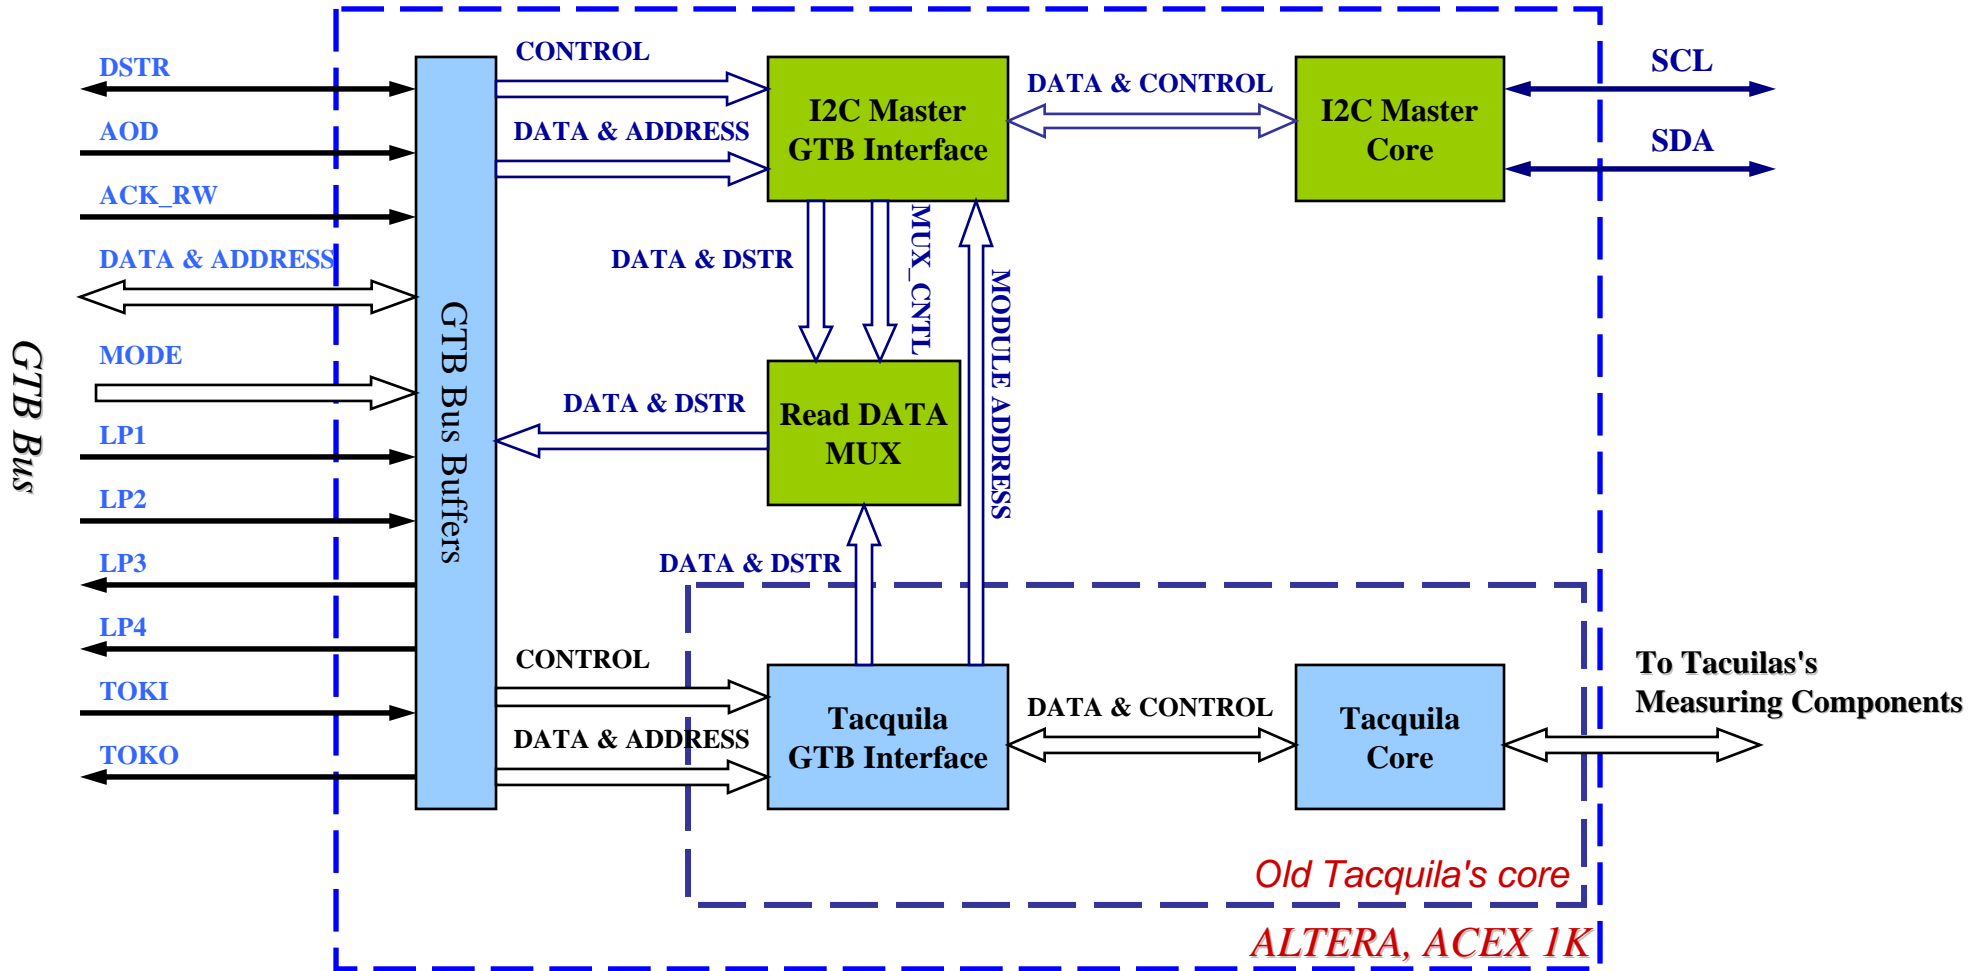 GTB Bus
DSTR
AOD
ACK_RW
DATA & ADDRESS
MODE
LP1
LP2
LP3
LP4
TOKI
TOKO
GTB Bus Buffers
CONTROL
DATA & ADDRESS
I2C Master
GTB Interface
DATA & CONTROL
I2C Master
Core
SCL
SDA
DATA & DSTR
MUX_CNTL
MODULE ADDRESS
DATA & DSTR
Read DATA
MUX
DATA & DSTR
CONTROL
DATA & ADDRESS
Tacquila
GTB Interface
DATA & CONTROL
Tacquila
Core
To Tacuilas's
Measuring Components
Old Tacquila's core
ALTERA, ACEX 1K